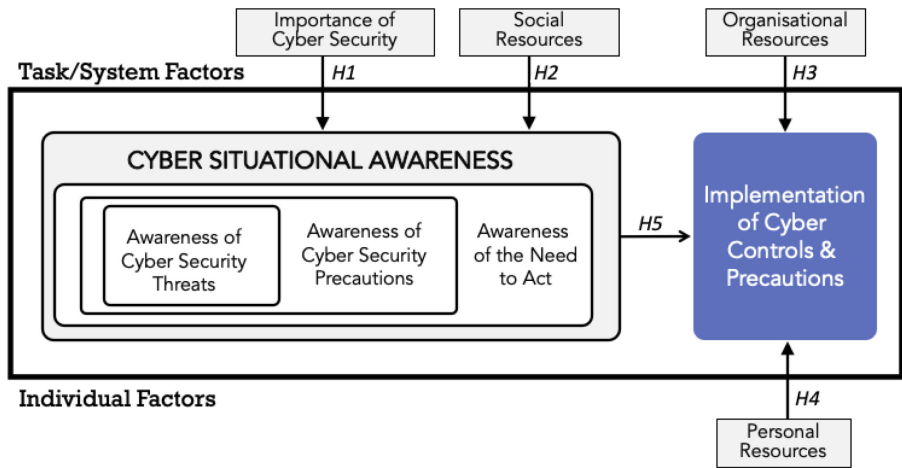 Importance of
Cyber Security
Social
Resources
Organisational
Resources
Task/System Factors
H1
H2
H3
CYBER SITUATIONAL AWARENESS
Awareness of
Cyber Security
Threats
Awareness of
Cyber Security
Precautions
Awareness
of the Need
to Act
H5
Implementation
of Cyber
Controls &
Precautions
Individual Factors
H4
Personal
Resources